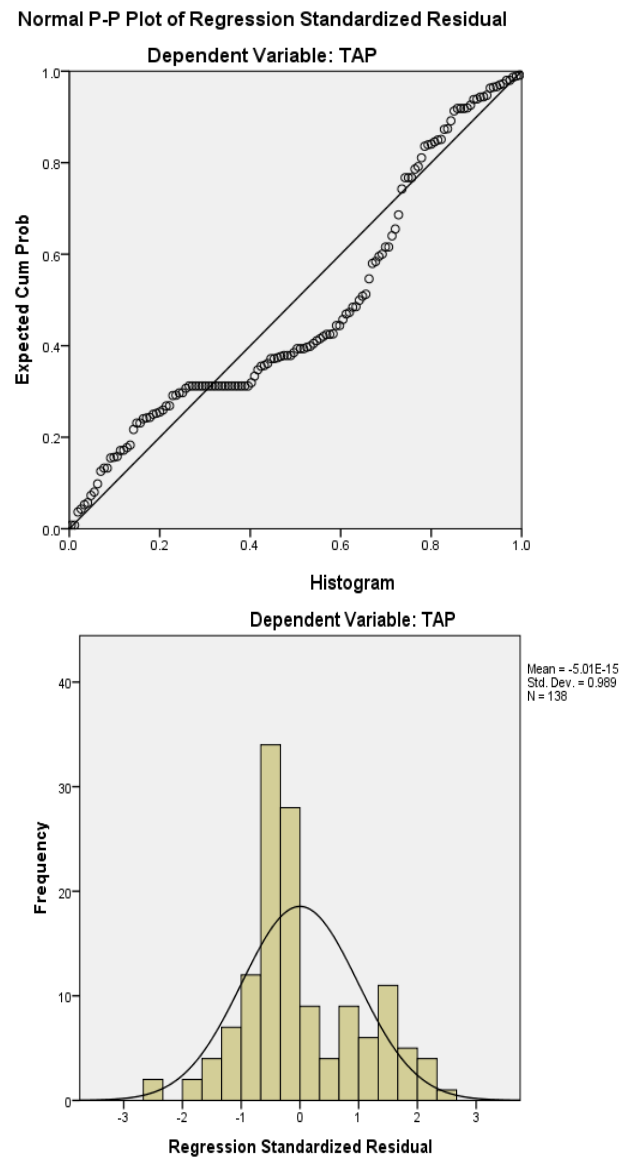 Normal P-P Plot of Regression Standardized Residual
Dependent Variable: TAP
1.0
0.8
0.6
0.4
0.2
0.0
Expected Cum Prob
0.0 0.2 0.4 0.6 0.8 1.0
Histogram
Dependent Variable: TAP
Mean = -5.01E-15
Std. Dev. = 0.989
N = 138
40
30
20
10
0
Frequency
-3 -2 -1 0 1 2 3
Regression Standardized Residual